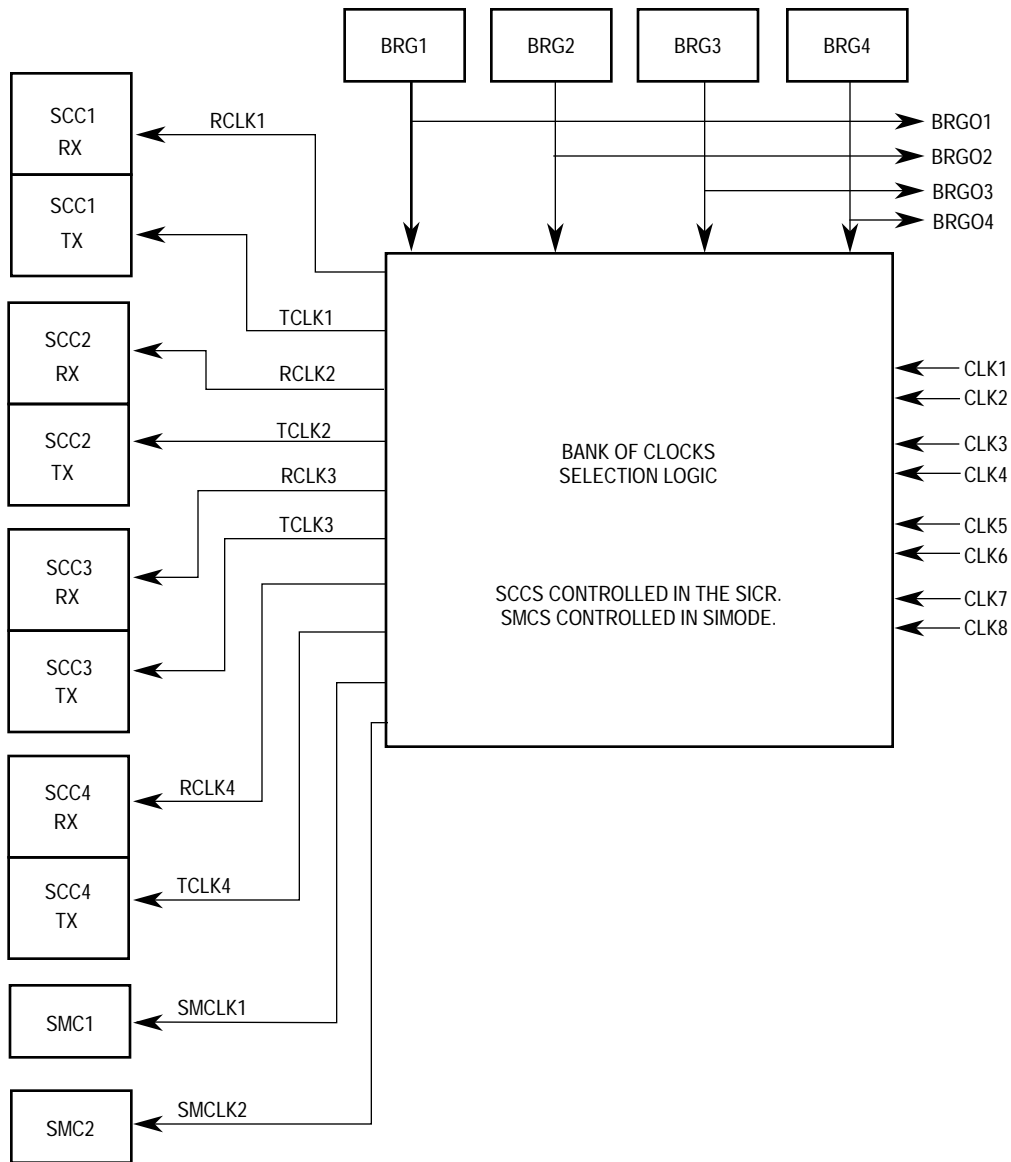 BRG1
BRG2
BRG3
BRG4
SCC1
RX
RCLK1
BRGO1
BRGO2
BRGO3
BRGO4
SCC1
TX
TCLK1
SCC2
RX
RCLK2
CLK1
CLK2
SCC2
TX
TCLK2
RCLK3
TCLK3
BANK OF CLOCKS
SELECTION LOGIC
CLK3
CLK4
CLK5
CLK6
SCC3
RX
SCCS CONTROLLED IN THE SICR.
SMCS CONTROLLED IN SIMODE.
CLK7
CLK8
SCC3
TX
SCC4
RX
RCLK4
SCC4
TX
TCLK4
SMC1
SMCLK1
SMC2
SMCLK2